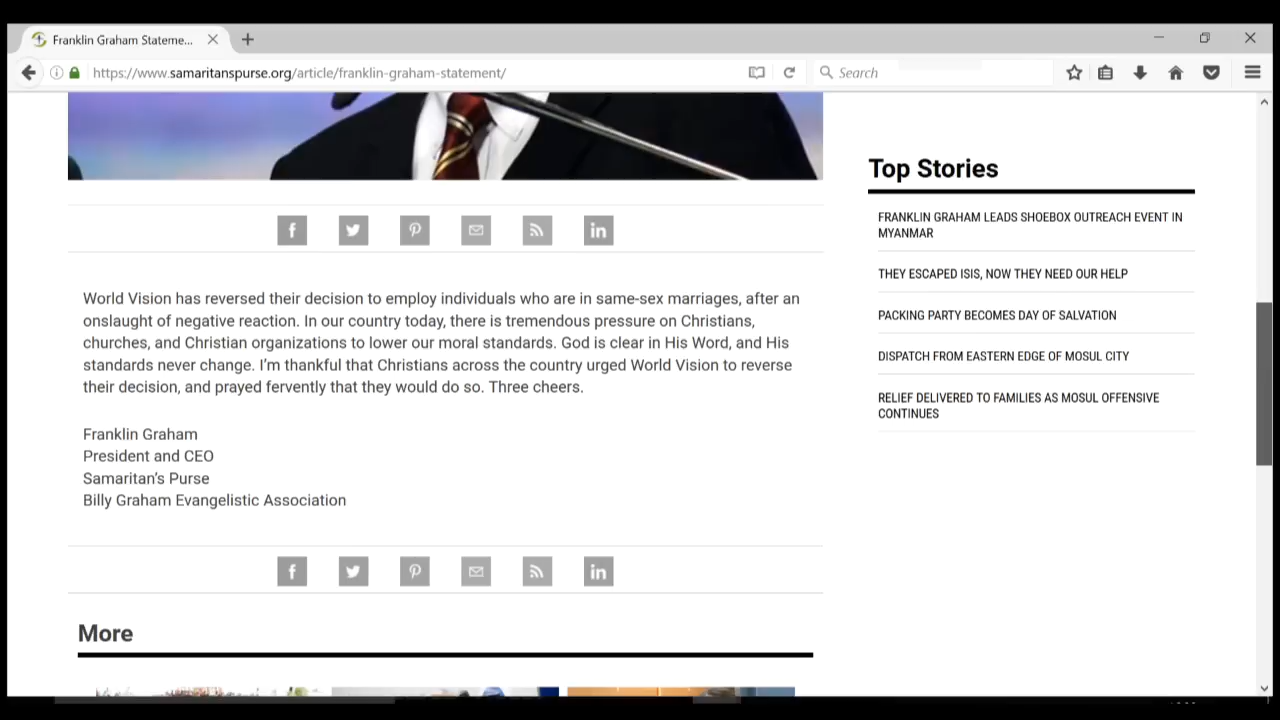 Franklin Graham Stateme...
https://www.samaritanspurse.org/article/franklin-graham-statement/
Search
Top Stories
FRANKLIN GRAHAM LEADS SHOEBOX OUTREACH EVENT IN
MYANMAR
THEY ESCAPED ISIS, NOW THEY NEED OUR HELP
PACKING PARTY BECOMES DAY OF SALVATION
DISPATCH FROM EASTERN EDGE OF MOSUL CITY
RELIEF DELIVERED TO FAMILIES AS MOSUL OFFENSIVE
CONTINUES
World Vision has reversed their decision to employ individuals who are in same-sex marriages, after an
onslaught of negative reaction. In our country today, there is tremendous pressure on Christians,
churches, and Christian organizations to lower our moral standards. God is clear in His Word, and His
standards never change. I'm thankful that Christians across the country urged World Vision to reverse
their decision, and prayed fervently that they would do so. Three cheers.
Franklin Graham
President and CEO
Samaritan's Purse
Billy Graham Evangelistic Association
More